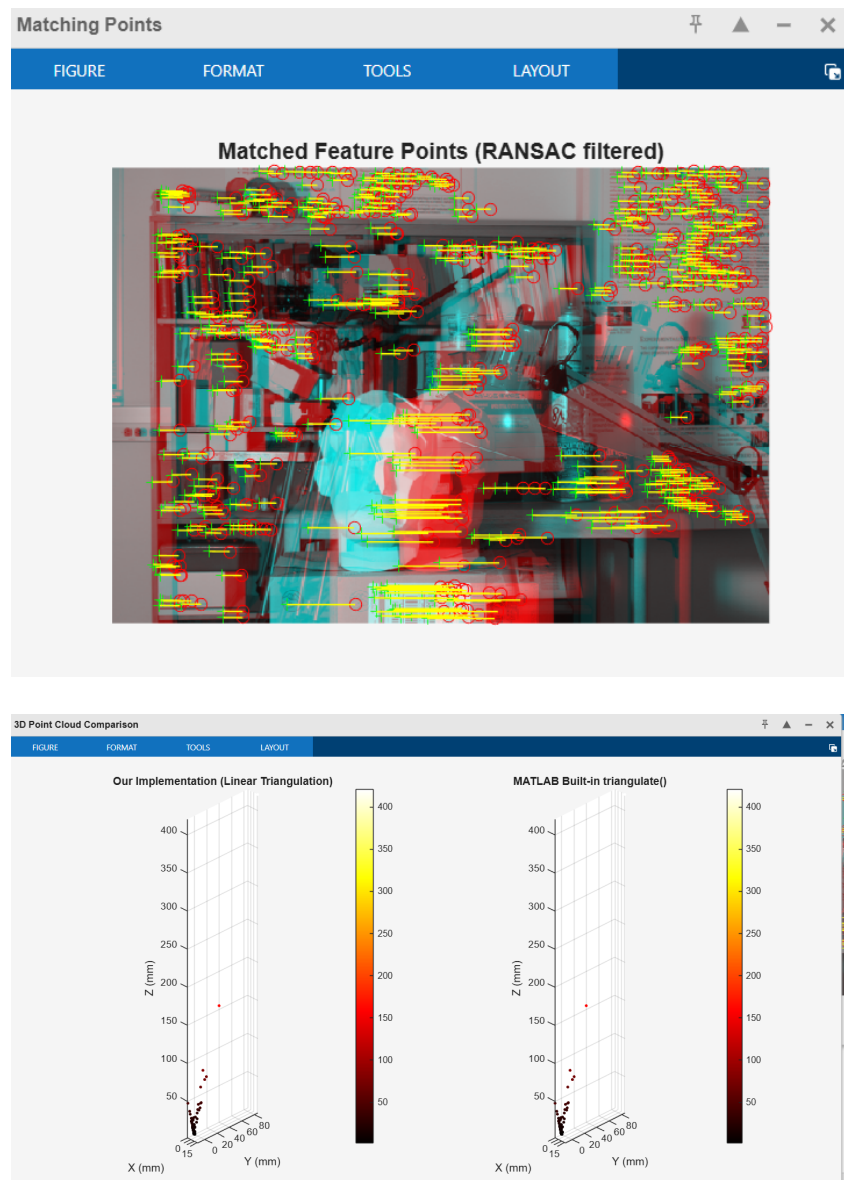 Matching Points
FIGURE FORMAT TOOLS LAYOUT
Matched Feature Points (RANSAC filtered)
3D Point Cloud Comparison
FIGURE FORMAT TOOLS LAYOUT
Our Implementation (Linear Triangulation)
400
350
300
250
200
150
100
50
Z (mm)
0 15
X (mm)
0 20 40 60 80
Y (mm)
400
350
300
250
200
150
100
50
MATLAB Built-in triangulate()
400
350
300
250
200
150
100
50
Z (mm)
0 15
X (mm)
0 20 40 60 80
Y (mm)
400
350
300
250
200
150
100
50